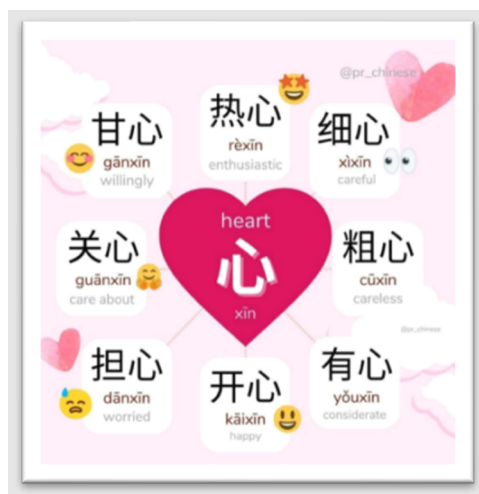 @pr_chinese
热心
rèxīn
enthusiastic
甘心
gānxīn
willingly
细心
xìxīn
careful
heart
心
xīn
关心
guānxīn
care about
粗心
cūxīn
careless
@pr_chinese
担心
dānxīn
worried
开心
kāixīn
happy
有心
yǒuxīn
considerate